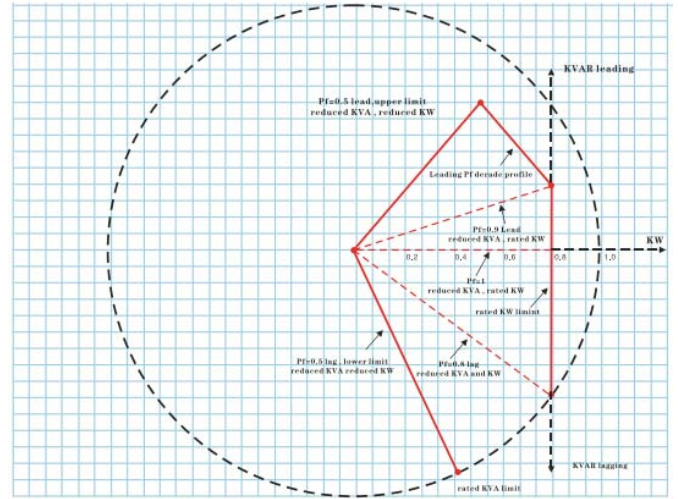 KVAR leading
Pf=0.5 lead,upper limit
reduced KVA , reduced KW
Leading Pf derade profile
Pf=0.9 Lead
reduced KVA , rated KW
KW
0,2
0,4
0,6
0,8
1,0
Pf=1
reduced KVA , rated KW
rated KW limint
Pf=0,5 lag , lower limit
reduced KVA reduced KW
Pf=0.8 lag
reduced KVA and KW
KVAR lagging
rated KVA limit